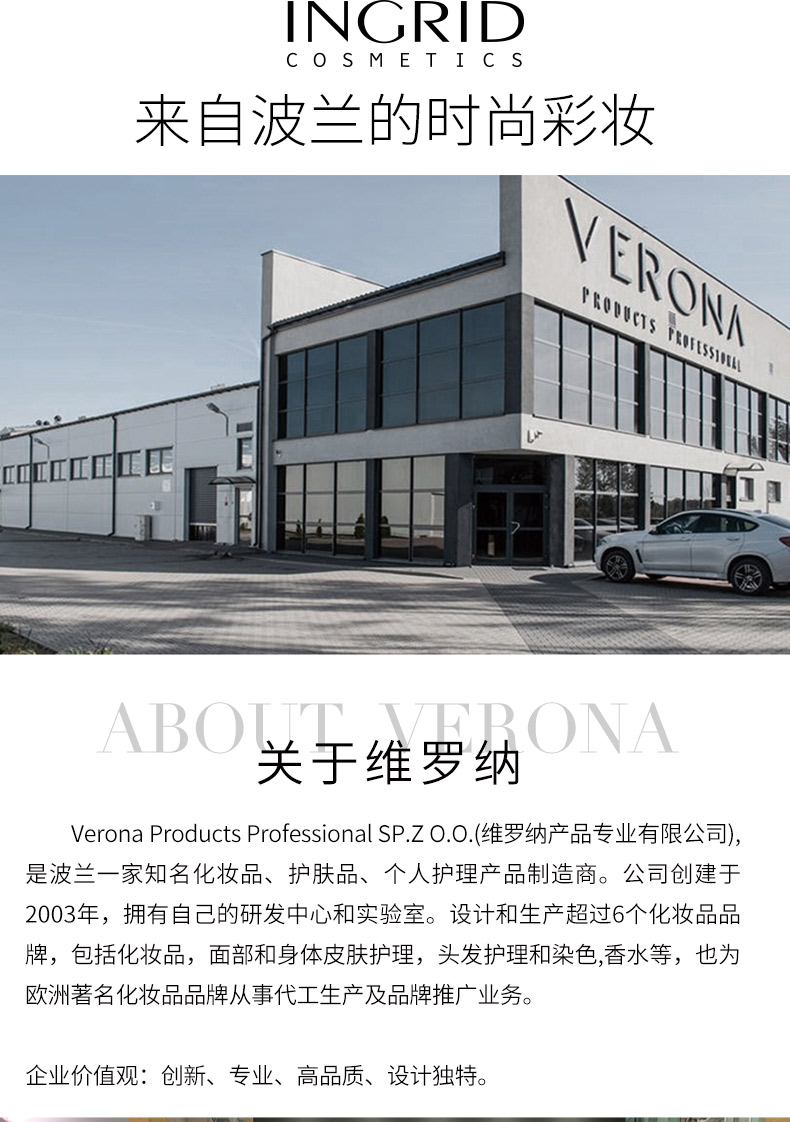 INGRID
COSMETICS
来自波兰的时尚彩妆
VERONA
PRODUCTS PROFESSIONAL
ABOUT VERONA
关于维罗纳
Verona Products Professional SP.Z O.O.(维罗纳产品专业有限公司),
是波兰一家知名化妆品、护肤品、个人护理产品制造商。公司创建于
2003年，拥有自己的研发中心和实验室。设计和生产超过6个化妆品品
牌，包括化妆品，面部和身体皮肤护理，头发护理和染色,香水等，也为
欧洲著名化妆品品牌从事代工生产及品牌推广业务。
企业价值观：创新、专业、高品质、设计独特。